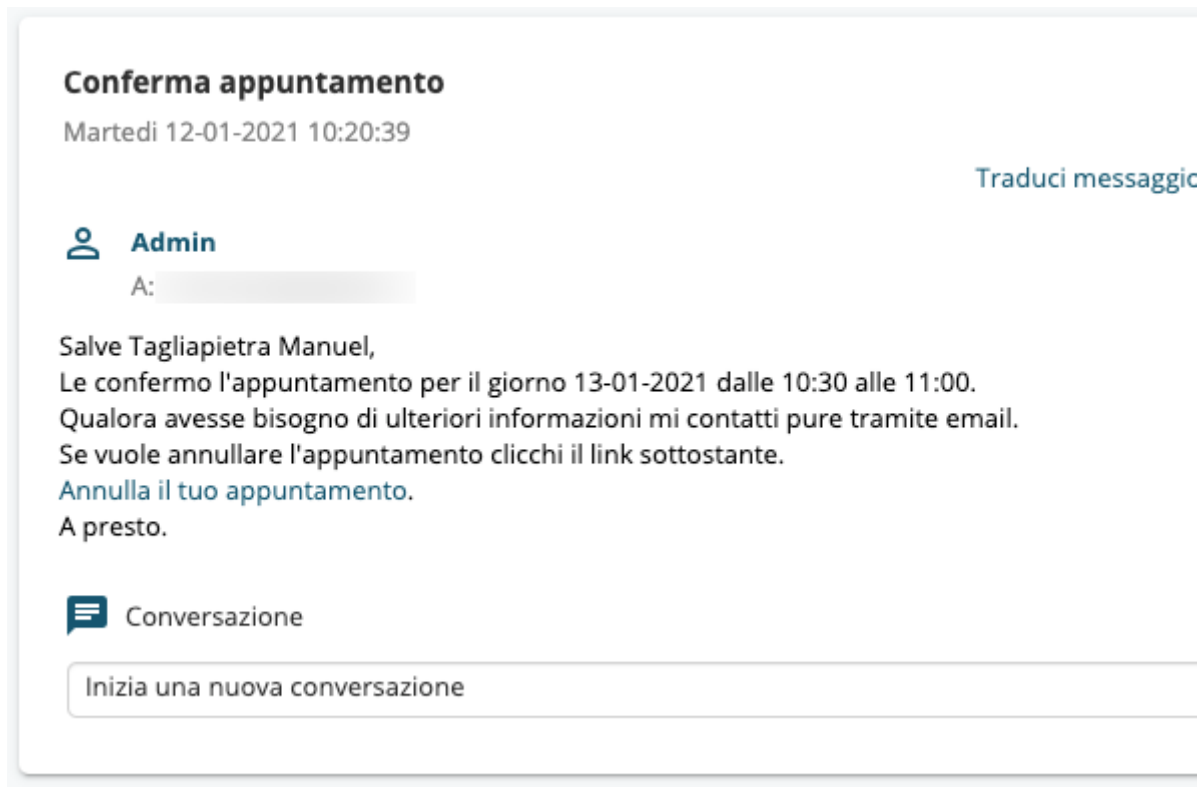 Conferma appuntamento
Martedi 12-01-2021 10:20:39
Traduci messaggio
Admin
A:
Salve Tagliapietra Manuel,
Le confermo l'appuntamento per il giorno 13-01-2021 dalle 10:30 alle 11:00.
Qualora avesse bisogno di ulteriori informazioni mi contatti pure tramite email.
Se vuole annullare l'appuntamento clicchi il link sottostante.
Annulla il tuo appuntamento.
A presto.
Conversazione
Inizia una nuova conversazione